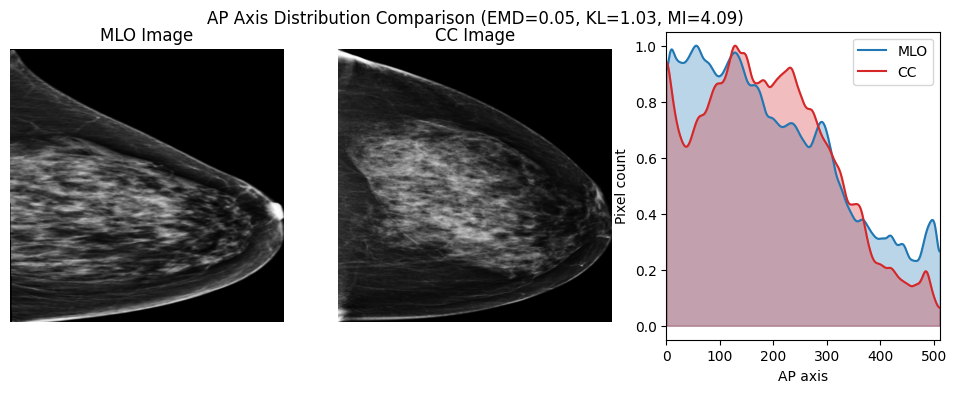 AP Axis Distribution Comparison (EMD=0.05, KL=1.03, MI=4.09)
MLO Image
CC Image
MLO
CC
Pixel count
1.0
0.8
0.6
0.4
0.2
0.0
0 100 200 300 400 500
AP axis